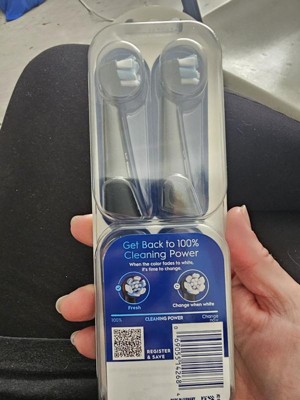 Get Back to 100%
Cleaning Power
When the color fades to white,
it's time to change.
Fresh
Change when white
100%
CLEANING POWER
Change
REGISTER
& SAVE